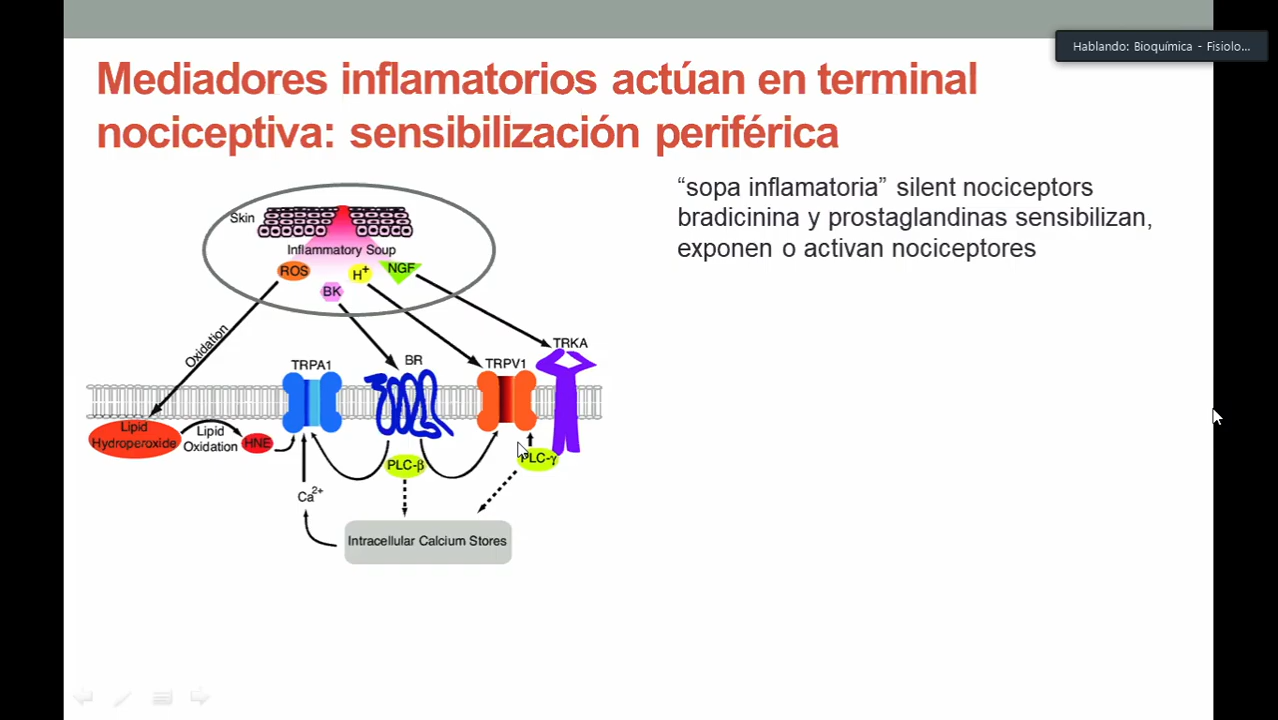 Hablando: Bioquímica - Fisiolo...
Mediadores inflamatorios actúan en terminal
nociceptiva: sensibilización periférica
“sopa inflamatoria” silent nociceptors
bradicinina y prostaglandinas sensibilizan,
exponen o activan nociceptores
Skin
Inflammatory Soup
ROS
H+
NGF
BK
Oxidation
TRPA1
BR
TRPV1
TRKA
Lipid
Hydroperoxide
Lipid
Oxidation
HNE
PLC-β
PLC-γ
Ca2+
Intracellular Calcium Stores